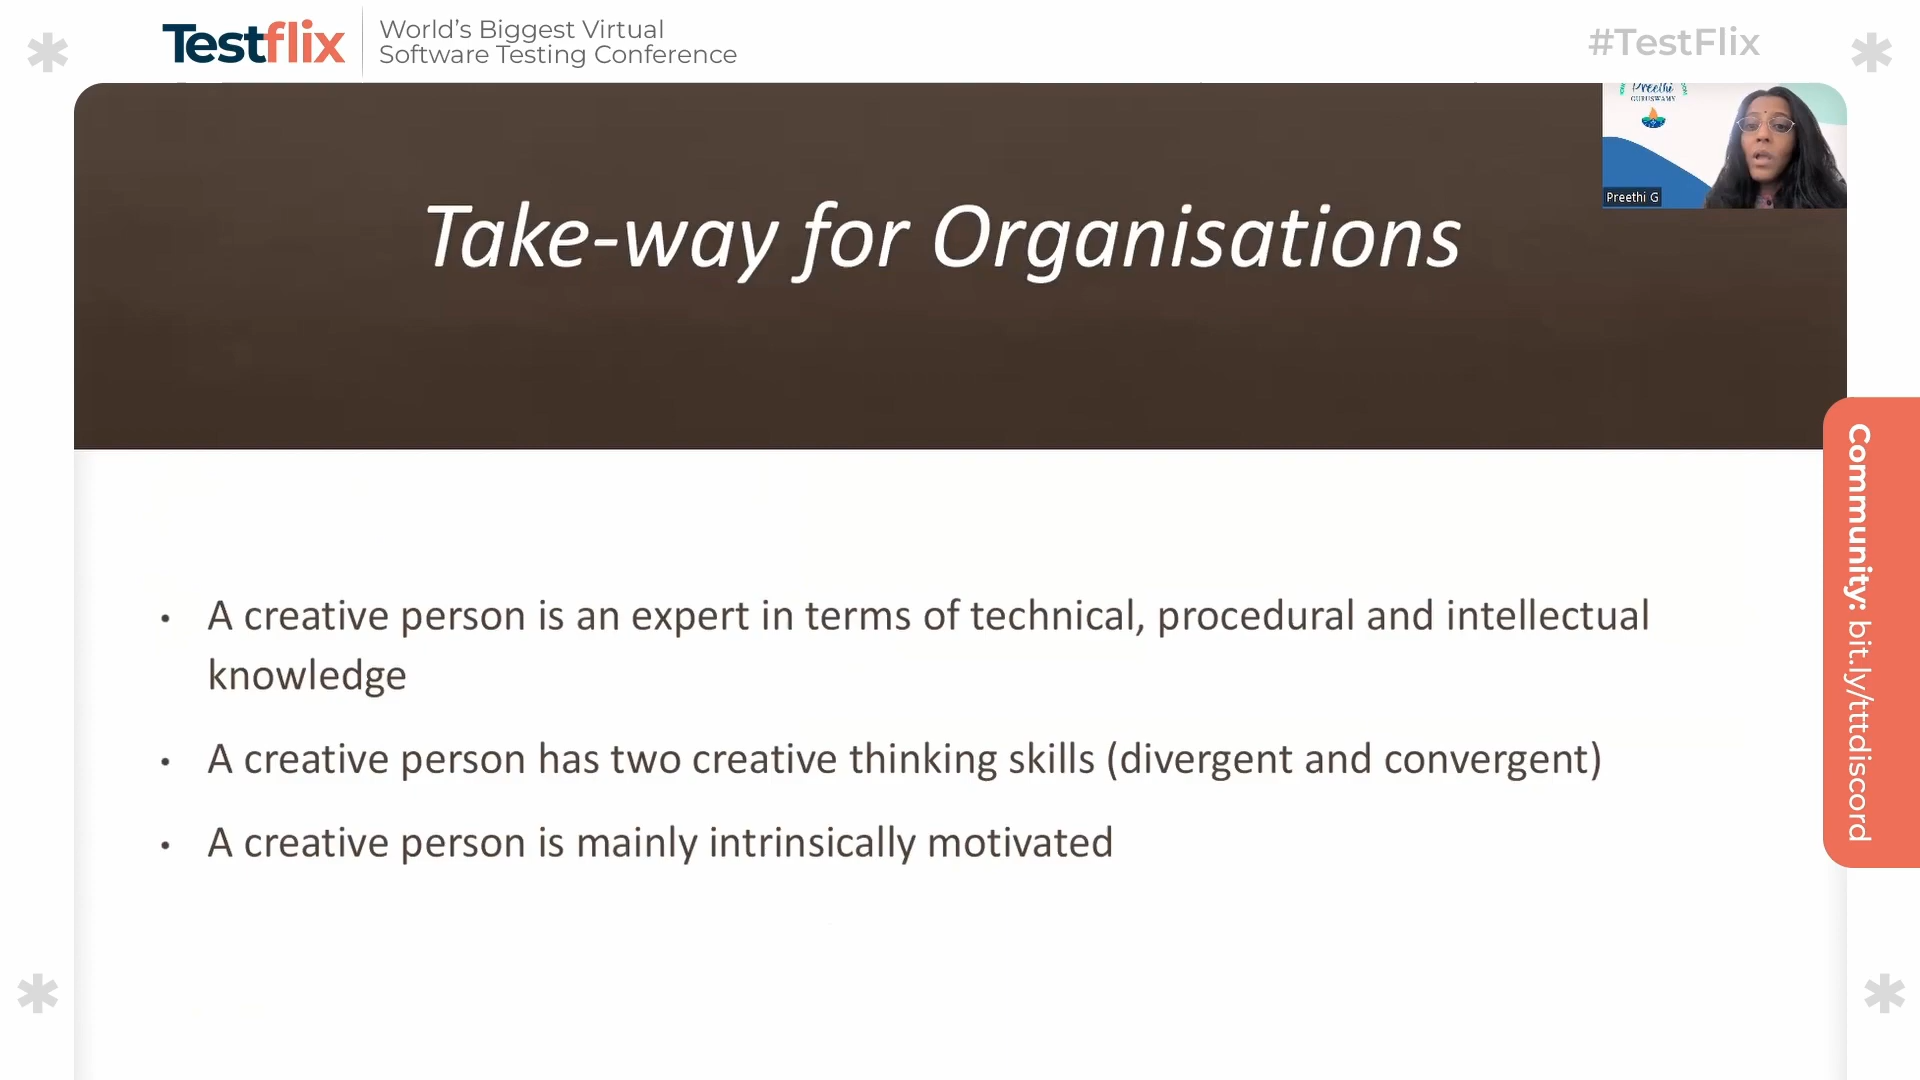 Testflix
World's Biggest Virtual
Software Testing Conference
#TestFlix
Preethi
GURUSWAMY
Preethi G
Take-way for Organisations
• A creative person is an expert in terms of technical, procedural and intellectual
knowledge
• A creative person has two creative thinking skills (divergent and convergent)
• A creative person is mainly intrinsically motivated
Community: bit.ly/tttdiscord